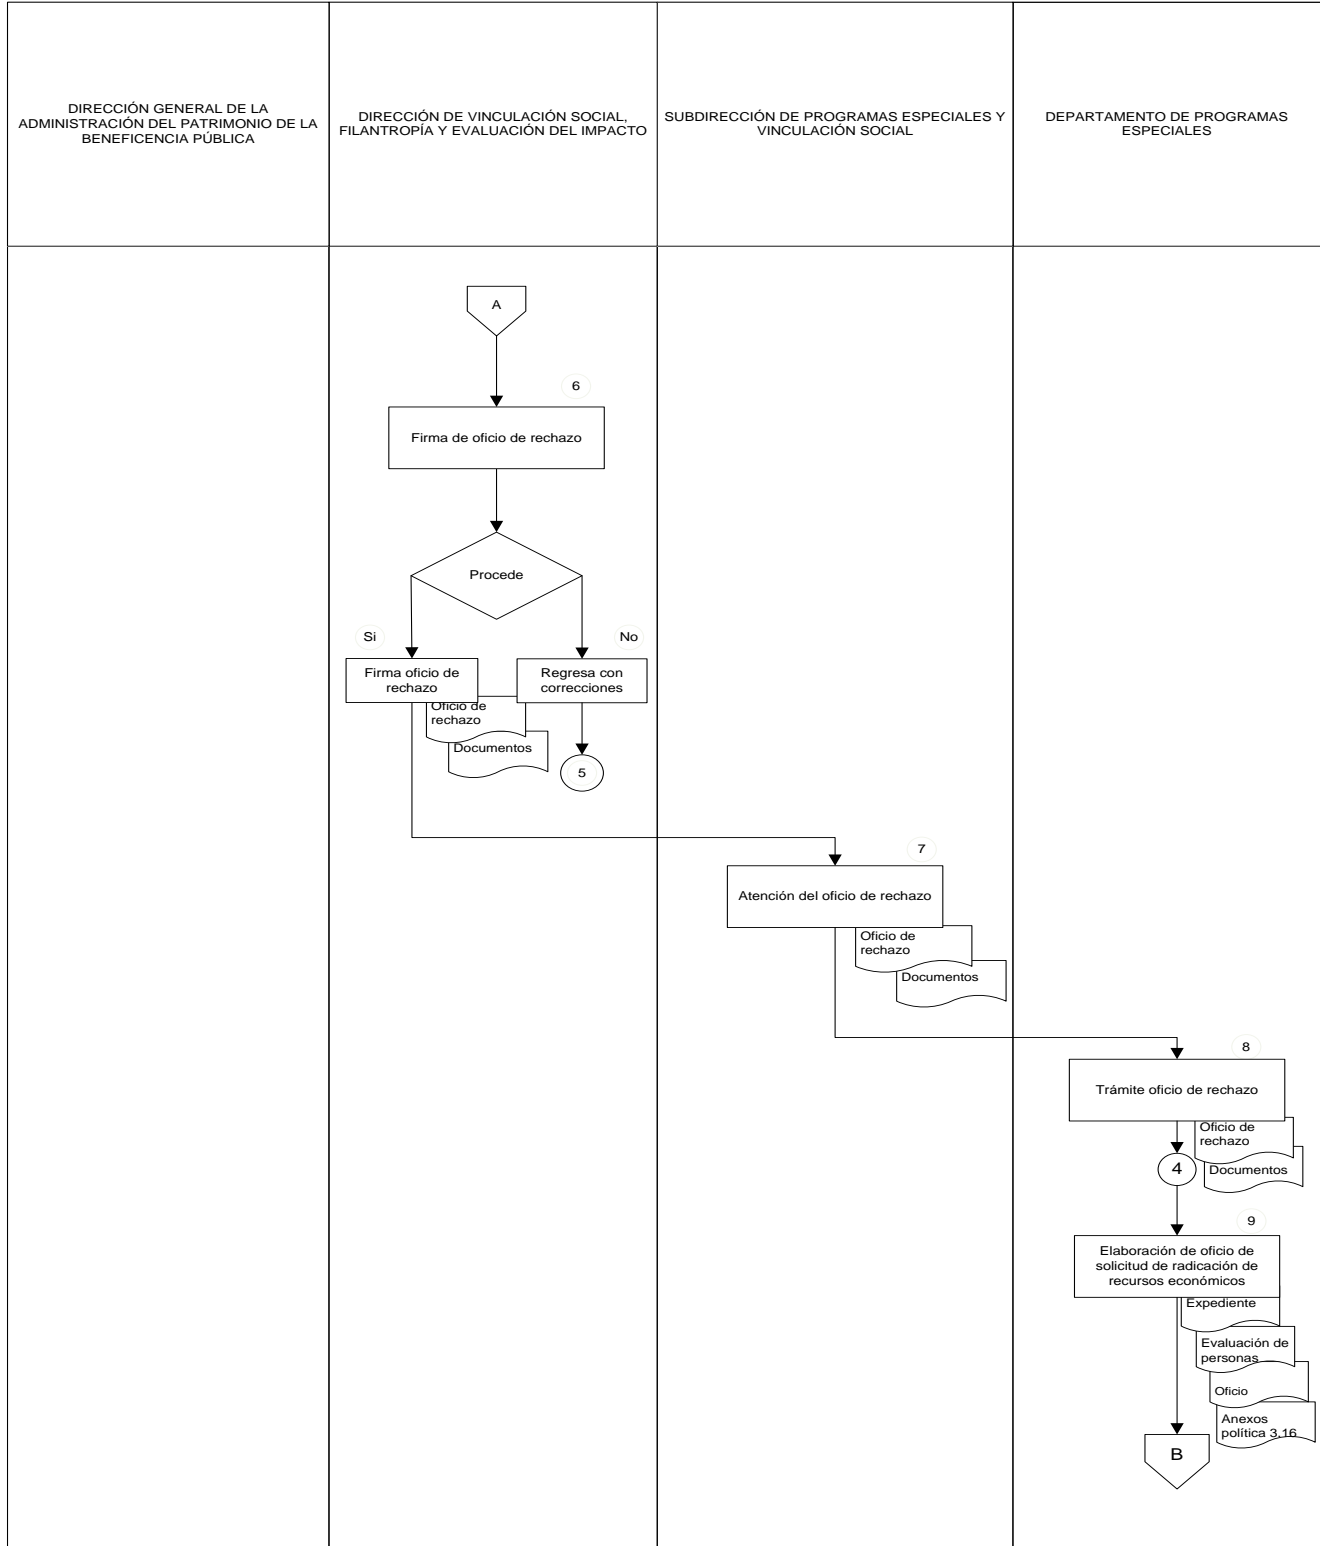 DIRECCIÓN GENERAL DE LA
ADMINISTRACIÓN DEL PATRIMONIO DE LA
BENEFICENCIA PÚBLICA
DIRECCIÓN DE VINCULACIÓN SOCIAL,
FILANTROPÍA Y EVALUACIÓN DEL IMPACTO
SUBDIRECCIÓN DE PROGRAMAS ESPECIALES Y
VINCULACIÓN SOCIAL
DEPARTAMENTO DE PROGRAMAS
ESPECIALES
A
6
Firma de oficio de rechazo
Procede
Si
No
Firma oficio de
rechazo
Regresa con
correcciones
Oficio de
rechazo
Documentos
5
7
Atención del oficio de rechazo
Oficio de
rechazo
Documentos
8
Trámite oficio de rechazo
Oficio de
rechazo
Documentos
4
9
Elaboración de oficio de
solicitud de radicación de
recursos económicos
Expediente
Evaluación de
personas
Oficio
Anexos
política 3.16
B